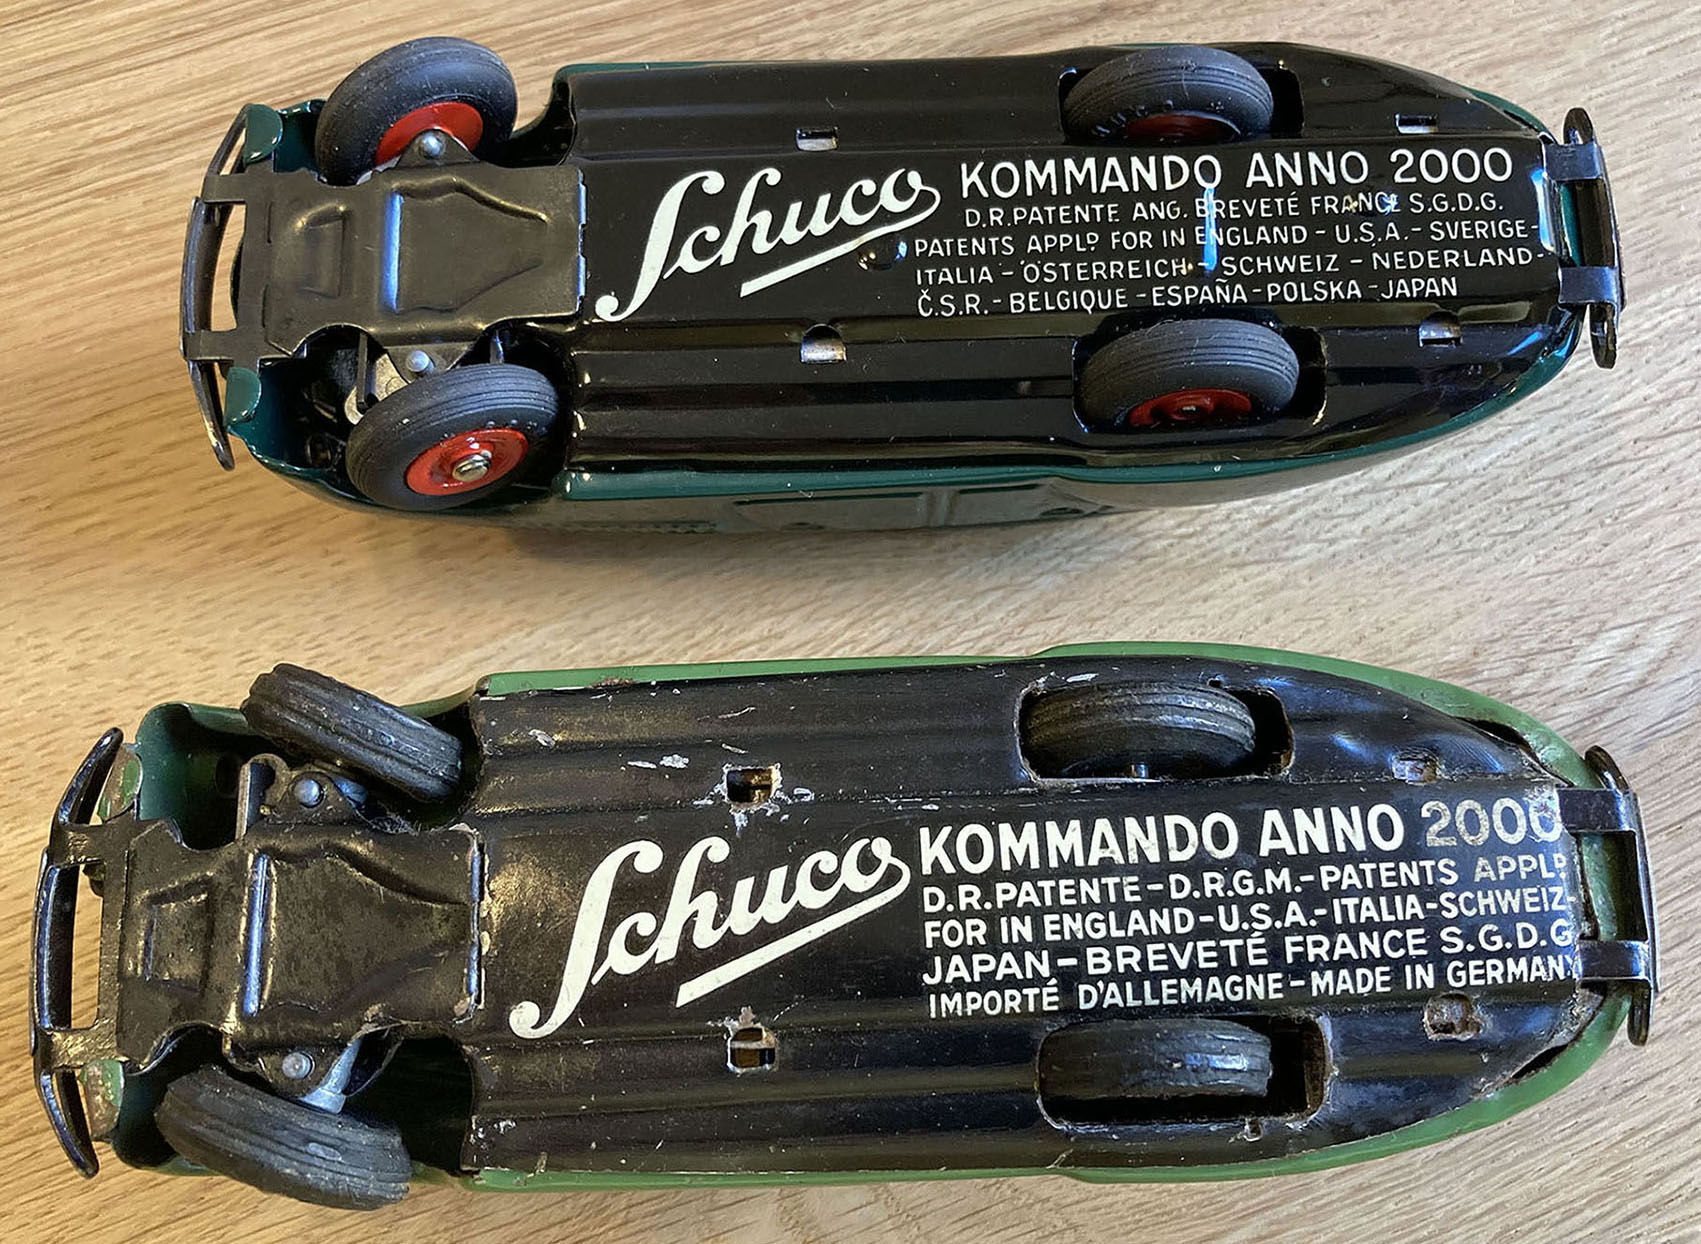 Schuco
KOMMANDO ANNO 2000
D.R.PATENTE ANG. BREVETÉ FRANCE S.G.D.G.
PATENTS APPLD FOR IN ENGLAND - U.S.A. - SVERIGE-
ITALIA - ÖSTERREICH - SCHWEIZ - NEDERLAND-
Č.S.R. - BELGIQUE - ESPAÑA - POLSKA - JAPAN
Schuco
KOMMANDO ANNO 2000
D.R.PATENTE - D.R.G.M. - PATENTS APPLD
FOR IN ENGLAND - U.S.A. - ITALIA - SCHWEIZ-
JAPAN - BREVETÉ FRANCE S.G.D.G
IMPORTÉ D'ALLEMAGNE - MADE IN GERMANY